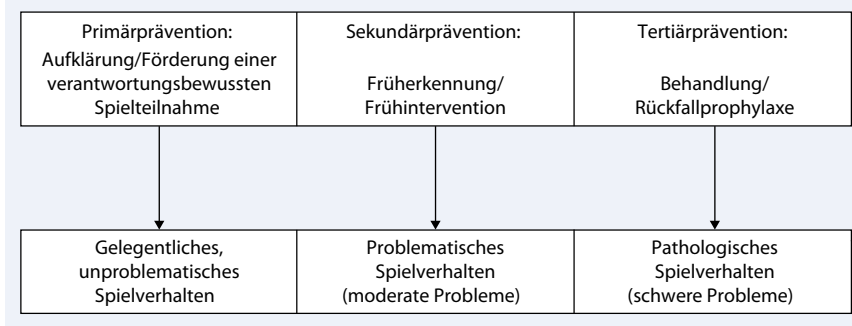 Primärprävention:
Aufklärung/Förderung einer
verantwortungsbewussten
Spielteilnahme
Sekundärprävention:
Früherkennung/
Frühintervention
Tertiärprävention:
Behandlung/
Rückfallprophylaxe
Gelegentliches,
unproblematisches
Spielverhalten
Problematisches
Spielverhalten
(moderate Probleme)
Pathologisches
Spielverhalten
(schwere Probleme)